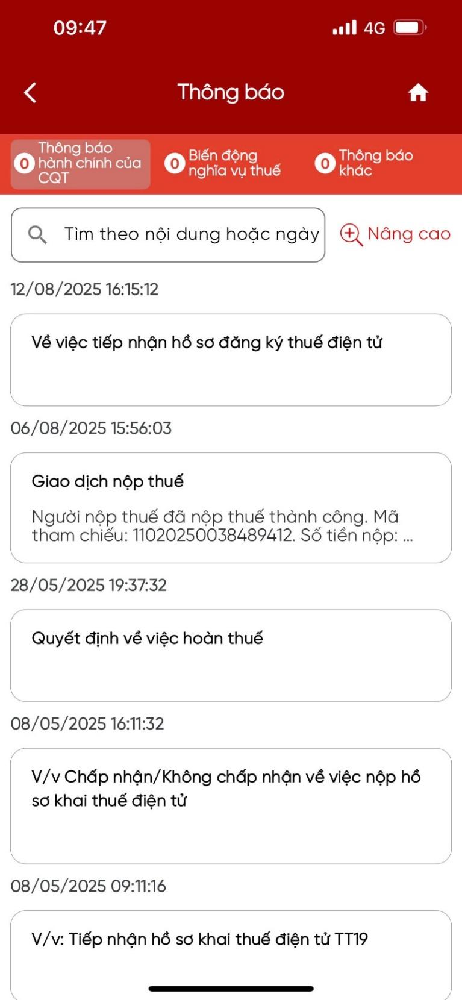 09:47
4G
Thông báo
0 Thông báo
hành chính của
CQT
0 Biến động
nghĩa vụ thuế
0 Thông báo
khác
Tìm theo nội dung hoặc ngày
Nâng cao
12/08/2025 16:15:12
Về việc tiếp nhận hồ sơ đăng ký thuế điện tử
06/08/2025 15:56:03
Giao dịch nộp thuế
Người nộp thuế đã nộp thuế thành công. Mã
tham chiếu: 11020250038489412. Số tiền nộp: ...
28/05/2025 19:37:32
Quyết định về việc hoàn thuế
08/05/2025 16:11:32
V/v Chấp nhận/Không chấp nhận về việc nộp hồ
sơ khai thuế điện tử
08/05/2025 09:11:16
V/v: Tiếp nhận hồ sơ khai thuế điện tử TT19